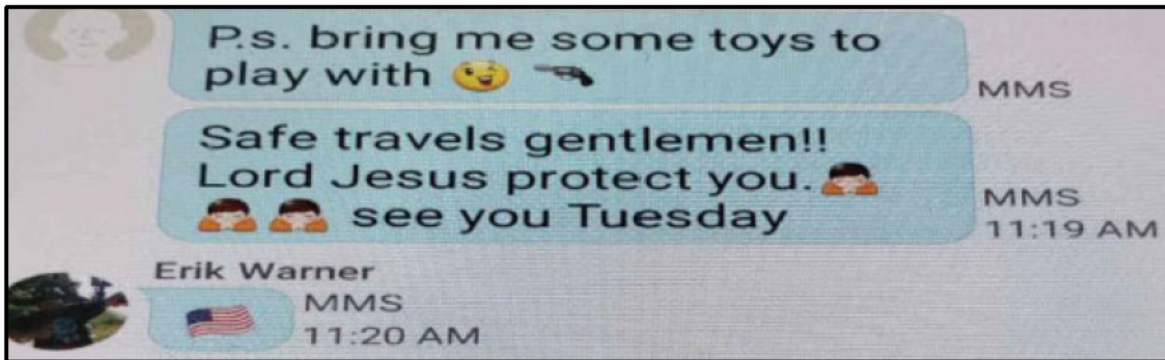 P.s. bring me some toys to
play with 😉 🔫
MMS
Safe travels gentlemen!!
Lord Jesus protect you. 🙇
🙇🙇 see you Tuesday
MMS
11:19 AM
Erik Warner
🇺🇸
MMS
11:20 AM